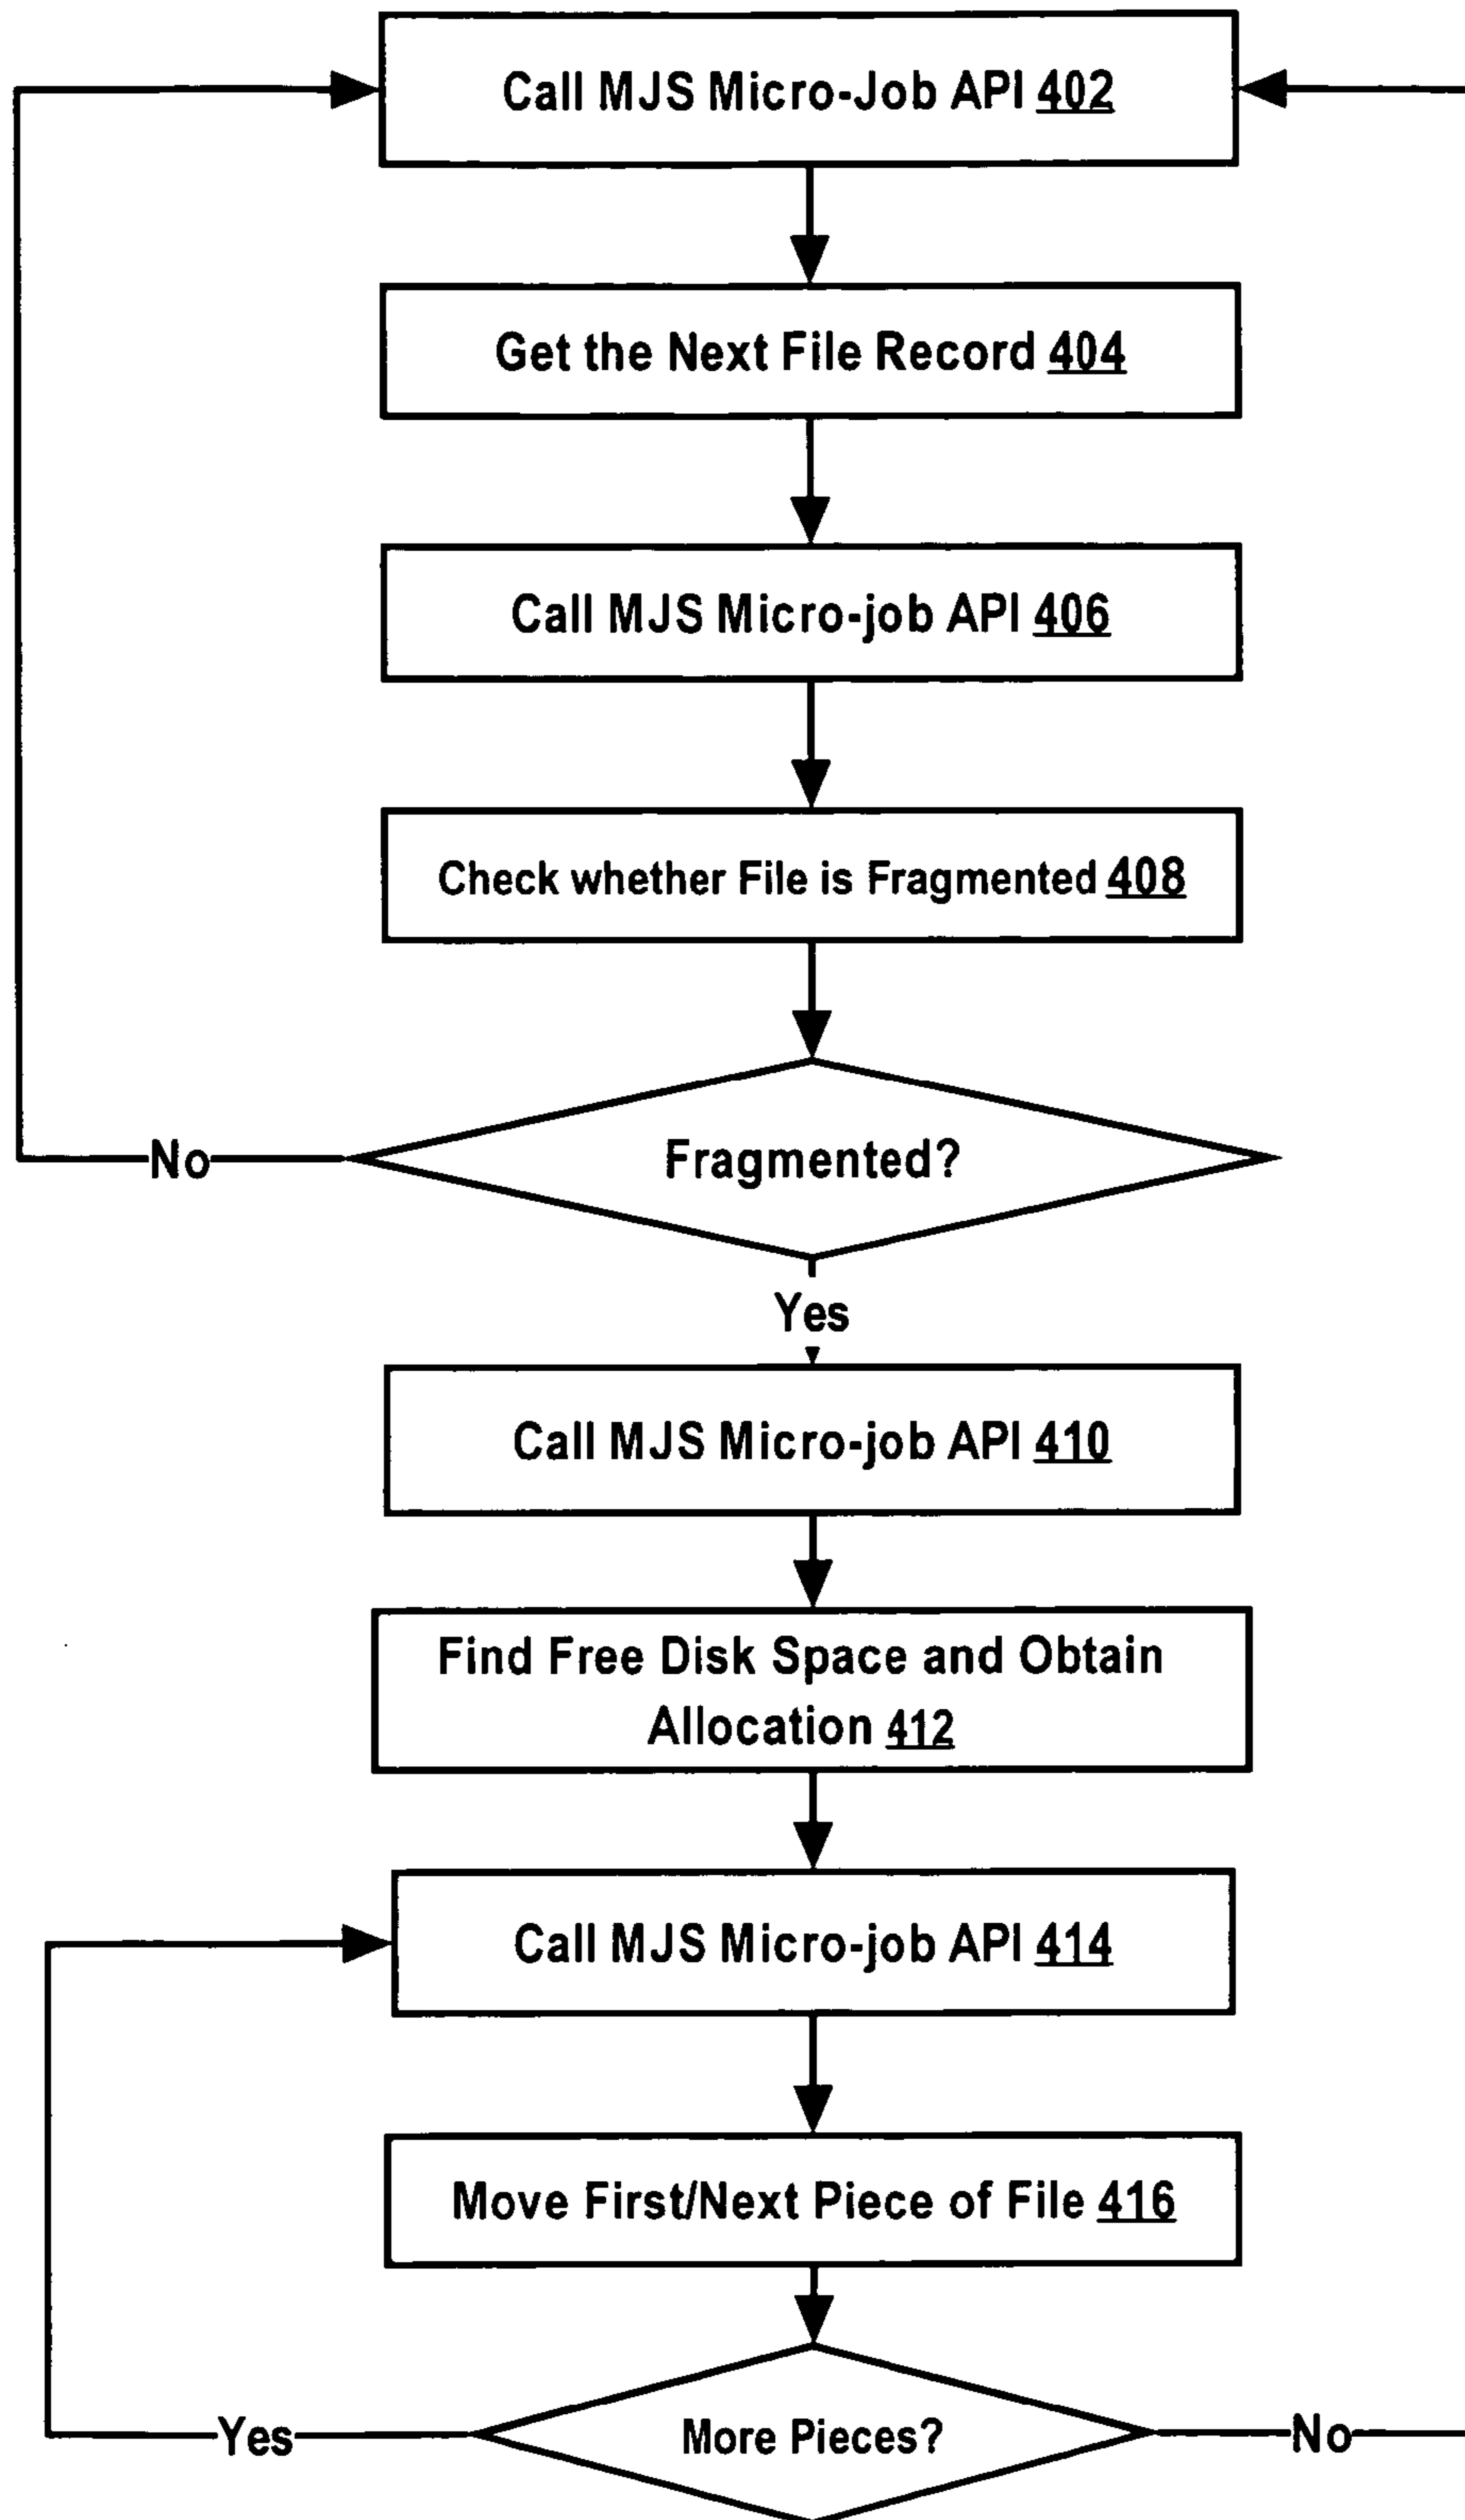 Call MJS Micro-Job API 402
Get the Next File Record 404
Call MJS Micro-job API 406
Check whether File is Fragmented 408
Fragmented?
No
Yes
Call MJS Micro-job API 410
Find Free Disk Space and Obtain
Allocation 412
Call MJS Micro-job API 414
Move First/Next Piece of File 416
Yes
More Pieces?
No